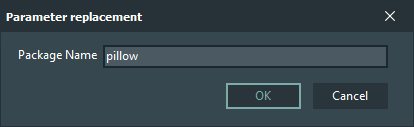 Parameter replacement
Package Name pillow
OK Cancel